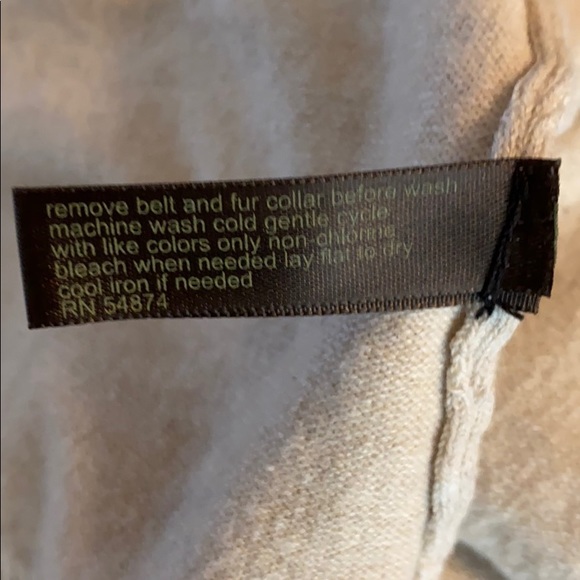 remove belt and fur collar before wash
machine wash cold gentle cycle
with like colors only non-chlorine
bleach when needed lay flat to dry
cool iron if needed
RN 54874